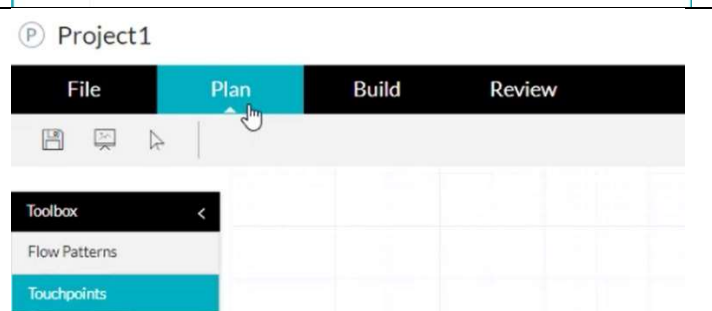 P Project1
File Plan Build Review
Toolbox <
Flow Patterns
Touchpoints